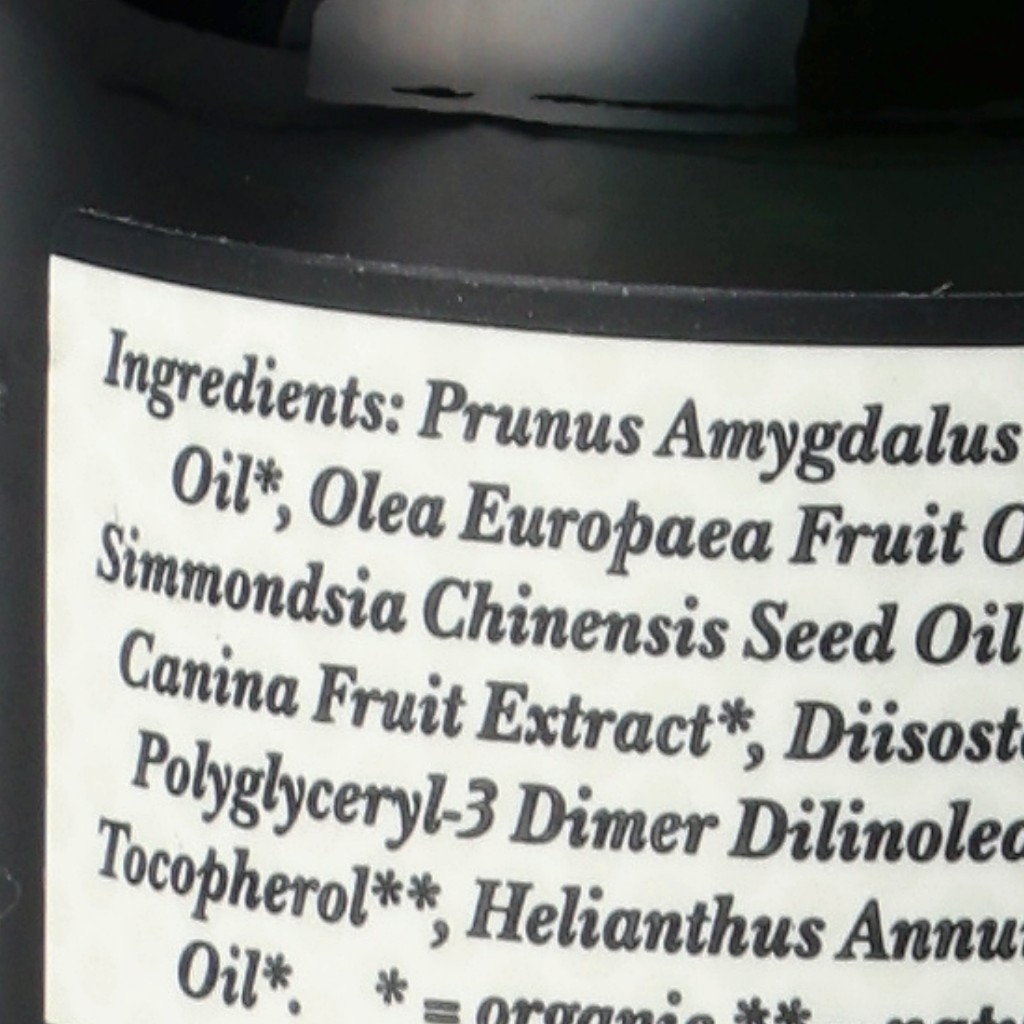 Ingredients: Prunus Amygdalus
Oil*, Olea Europaea Fruit
Simmondsia Chinensis Seed Oil
Canina Fruit Extract*,
Polyglyceryl-3 Dimer
Tocopherol**, Helianthus
Oil*. * = organic **